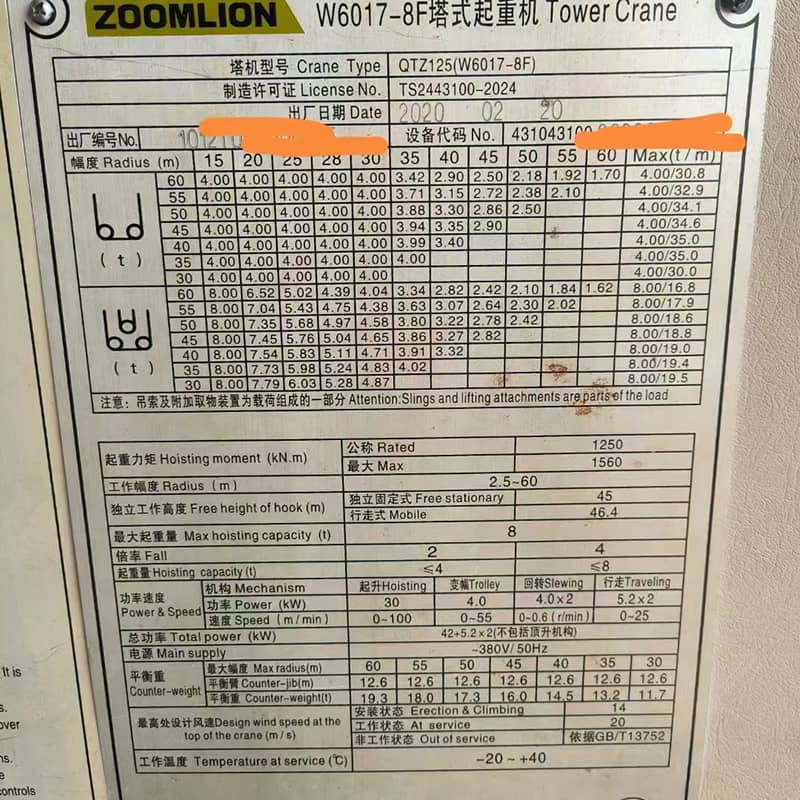 ZOOMLION W6017-8F塔式起重机 Tower Crane
塔机型号 Crane Type QTZ125(W6017-8F)
制造许可证 License No. TS2443100-2024
出厂日期 Date 2020 02 20
出厂编号No. 设备代码 No. 431043100
幅度 Radius (m) 15 20 25 28 30 35 40 45 50 55 60 Max(t/m)
60 4.00 4.00 4.00 4.00 4.00 3.42 2.90 2.50 2.18 1.92 1.70 4.00/30.8
55 4.00 4.00 4.00 4.00 4.00 3.71 3.15 2.72 2.38 2.10 4.00/32.9
50 4.00 4.00 4.00 4.00 4.00 3.88 3.30 2.86 2.50 4.00/34.1
45 4.00 4.00 4.00 4.00 4.00 3.94 3.35 2.90 4.00/34.6
40 4.00 4.00 4.00 4.00 4.00 3.99 3.40 4.00/35.0
(t) 35 4.00 4.00 4.00 4.00 4.00 4.00 4.00/35.0
30 4.00 4.00 4.00 4.00 4.00 4.00/30.0
60 8.00 6.52 5.02 4.39 4.04 3.34 2.82 2.42 2.10 1.84 1.62 8.00/16.8
55 8.00 7.04 5.43 4.75 4.38 3.63 3.07 2.64 2.30 2.02 8.00/17.9
50 8.00 7.35 5.68 4.97 4.58 3.80 3.22 2.78 2.42 8.00/18.6
45 8.00 7.45 5.76 5.04 4.65 3.86 3.27 2.82 8.00/18.8
40 8.00 7.54 5.83 5.11 4.71 3.91 3.32 8.00/19.0
(t) 35 8.00 7.73 5.98 5.24 4.83 4.02 8.00/19.4
30 8.00 7.79 6.03 5.28 4.87 8.00/19.5
注意: 吊索及附加取物装置为载荷组成的一部分 Attention:Slings and lifting attachments are parts of the load
起重力矩 Hoisting moment (kN.m) 公称 Rated 1250
最大 Max 1560
工作幅度 Radius (m) 2.5~60
独立工作高度 Free height of hook (m) 独立固定式 Free stationary 45
行走式 Mobile 46.4
最大起重量 Max hoisting capacity (t) 8
倍率 Fall 2 4
起重量 Hoisting capacity(t) ≤4 ≤8
功率速度 Power & Speed 机构 Mechanism 起升Hoisting 变幅Trolley 回转Slewing 行走Traveling
功率 Power (kW) 30 4.0 4.0×2 5.2×2
速度 Speed (m/min) 0~100 0~55 0~0.6 (r/min) 0~25
总功率 Total power (kW) 42+5.2×2(不包括顶升机构)
电源 Main supply ~380V/ 50Hz
平衡重 Counter-weight 最大幅度 Max radius(m) 60 55 50 45 40 35 30
平衡臂 Counter-jib(m) 12.6 12.6 12.6 12.6 12.6 12.6 12.6
平衡重 Counter-weight(t) 19.3 18.0 17.3 16.0 14.5 13.2 11.7
最高处设计风速Design wind speed at the top of the crane (m/s) 安装状态 Erection & Climbing 14
工作状态 At service 20
非工作状态 Out of service 依据GB/T13752
工作温度 Temperature at service (℃) -20 ~ +40
It is
s.
over
ns.
e
controls